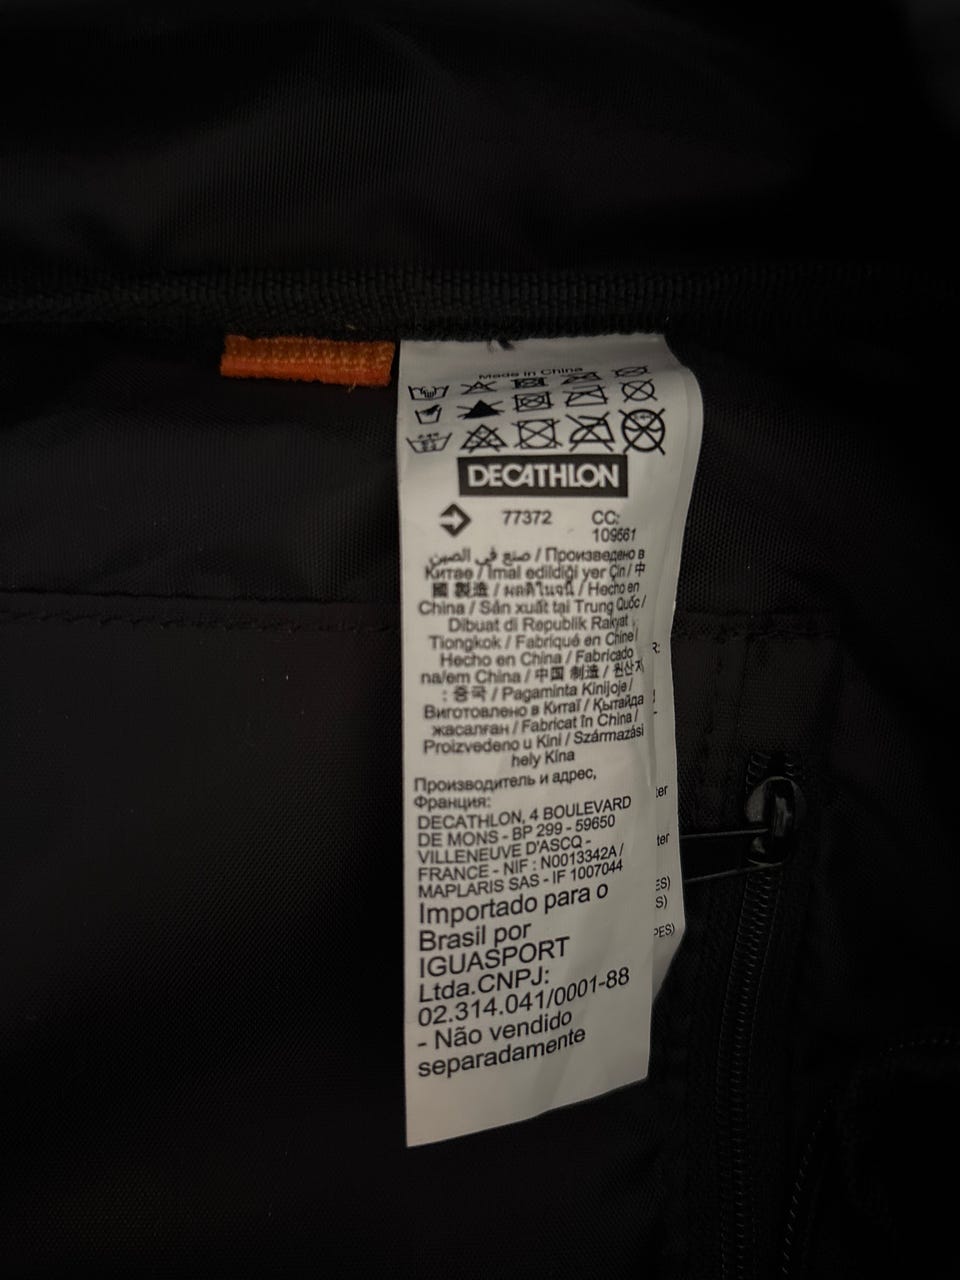 Made in China
DECATHLON
77372 CC:
109661
صنع في الصين / Произведено в
Китае / İmal edildiği yer Çin / 中
國 製造 / ผลิตในจีน / Hecho en
China / Sản xuất tại Trung Quốc /
Dibuat di Republik Rakyat
Tiongkok / Fabriqué en Chine /
Hecho en China / Fabricado
na/em China / 中国 制造 / 원산지
: 중국 / Pagaminta Kinijoje /
Виготовлено в Китаї / Қытайда
жасалған / Fabricat în China /
Proizvedeno u Kini / Származási
hely Kína
Производитель и адрес,
Франция:
DECATHLON, 4 BOULEVARD
DE MONS - BP 299 - 59650
VILLENEUVE D'ASCQ -
FRANCE - NIF : N0013342A /
MAPLARIS SAS - IF 1007044
Importado para o
Brasil por
IGUASPORT
Ltda.CNPJ:
02.314.041/0001-88
- Não vendido
separadamente
R:
ter
ter
ES)
S)
PES)